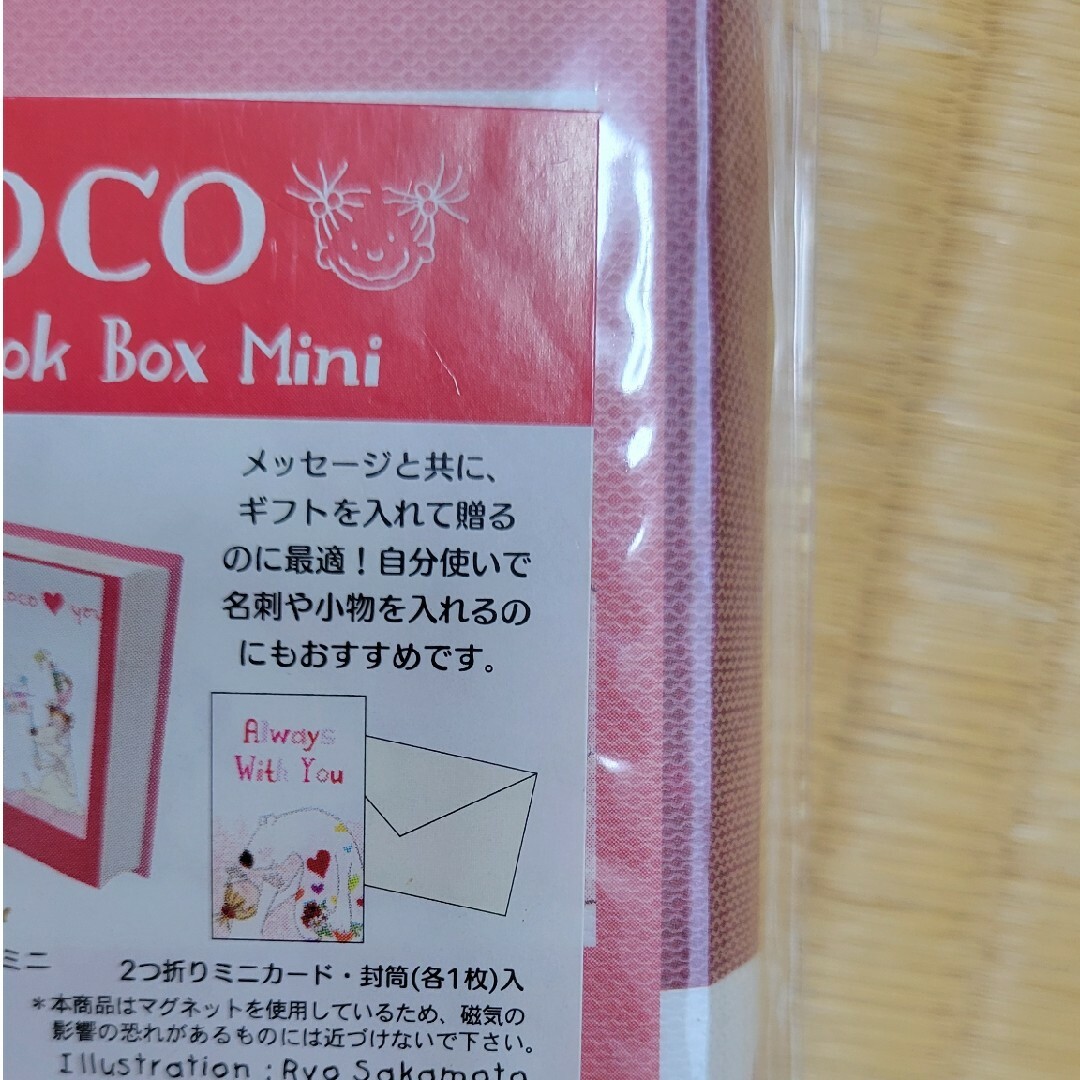 OCO
ok Box Mini
メッセージと共に、
ギフトを入れて贈る
のに最適！自分使いで
名刺や小物を入れるの
にもおすすめです。
coco♥you
Always
With You
ミニ
2つ折りミニカード・封筒(各1枚)入
＊本商品はマグネットを使用しているため、磁気の
影響の恐れがあるものには近づけないで下さい。
Illustration : Ryo Sakamoto